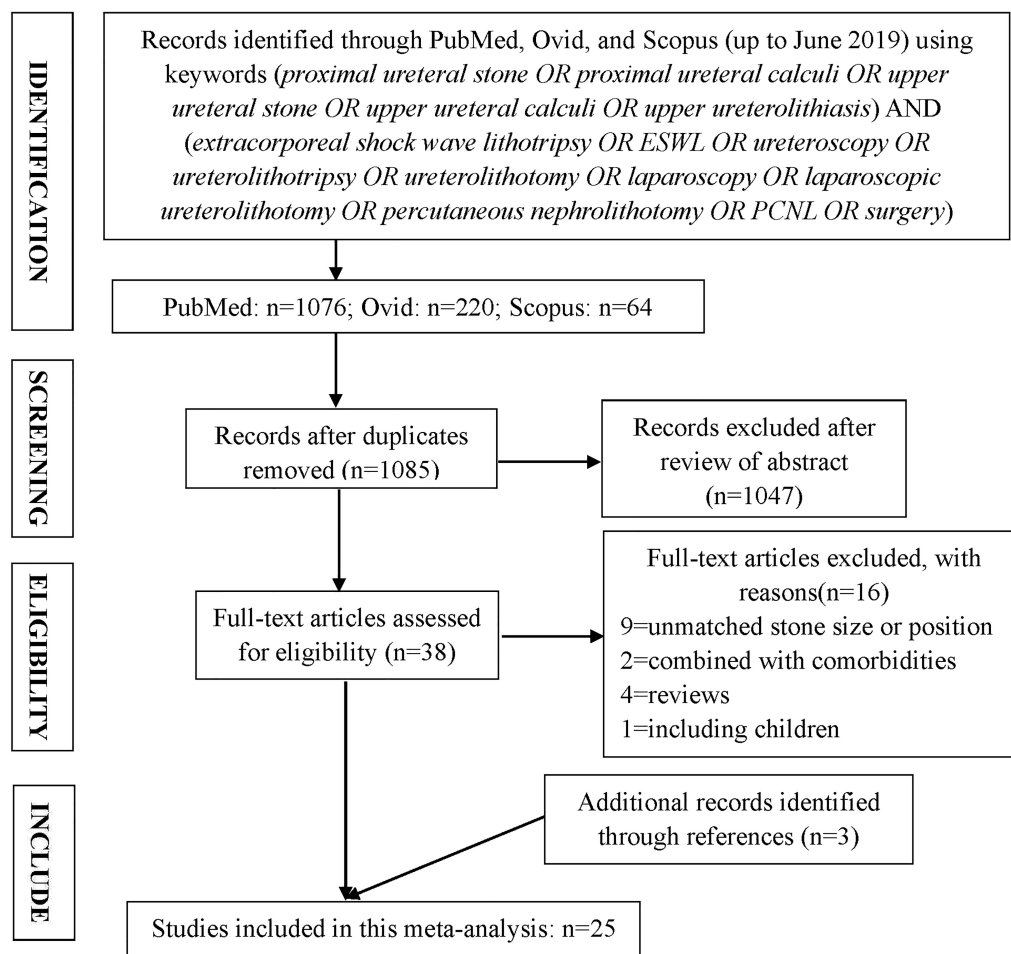 IDENTIFICATION
Records identified through PubMed, Ovid, and Scopus (up to June 2019) using
keywords (proximal ureteral stone OR proximal ureteral calculi OR upper
ureteral stone OR upper ureteral calculi OR upper ureterolithiasis) AND
(extracorporeal shock wave lithotripsy OR ESWL OR ureteroscopy OR
ureterolithotripsy OR ureterolithotomy OR laparoscopy OR laparoscopic
ureterolithotomy OR percutaneous nephrolithotomy OR PCNL OR surgery)
PubMed: n=1076; Ovid: n=220; Scopus: n=64
SCREENING
Records after duplicates
removed (n=1085)
Records excluded after
review of abstract
(n=1047)
ELIGIBILITY
Full-text articles assessed
for eligibility (n=38)
Full-text articles excluded, with
reasons(n=16)
9=unmatched stone size or position
2=combined with comorbidities
4=reviews
1=including children
INCLUDE
Additional records identified
through references (n=3)
Studies included in this meta-analysis: n=25